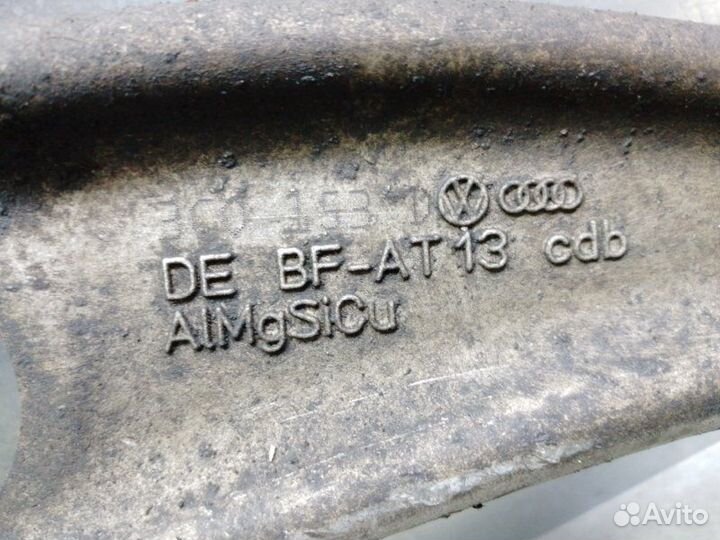 DE BF-AT 13 cdb
AlMgSiCu
Avito